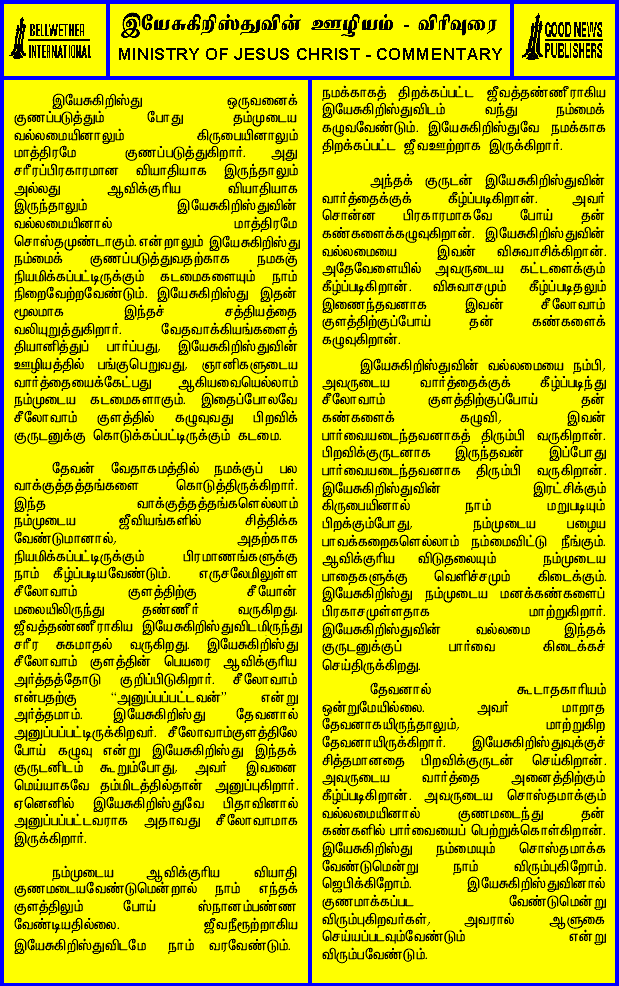 BELLWETHER
INTERNATIONAL
இயேசுகிறிஸ்துவின் ஊழியம் - விரிவுரை
MINISTRY OF JESUS CHRIST - COMMENTARY
GOOD NEWS
PUBLISHERS
இயேசுகிறிஸ்து ஒருவனைக்
குணப்படுத்தும் போது தம்முடைய
வல்லமையினாலும் கிருபையினாலும்
மாத்திரமே குணப்படுத்துகிறார். அது
சரீரப்பிரகாரமான வியாதியாக இருந்தாலும்
அல்லது ஆவிக்குரிய வியாதியாக
இருந்தாலும் இயேசுகிறிஸ்துவின்
வல்லமையினால் மாத்திரமே
சொஸ்தமுண்டாகும்.என்றாலும் இயேசுகிறிஸ்து
நம்மைக் குணப்படுத்துவதற்காக நமக்கு
நியமிக்கப்பட்டிருக்கும் கடமைகளையும் நாம்
நிறைவேற்றவேண்டும். இயேசுகிறிஸ்து இதன்
மூலமாக இந்தச் சத்தியத்தை
வலியுறுத்துகிறார். வேதவாக்கியங்களைத்
தியானித்துப் பார்ப்பது, இயேசுகிறிஸ்துவின்
ஊழியத்தில் பங்குபெறுவது, ஞானிகளுடைய
வார்த்தையைக்கேட்பது ஆகியவையெல்லாம்
நம்முடைய கடமைகளாகும். இதைப்போலவே
சீலோவாம் குளத்தில் கழுவுவது பிறவிக்
குருடனுக்கு கொடுக்கப்பட்டிருக்கும் கடமை.
தேவன் வேதாகமத்தில் நமக்குப் பல
வாக்குத்தத்தங்களை கொடுத்திருக்கிறார்.
இந்த வாக்குத்தத்தங்களெல்லாம்
நம்முடைய ஜீவியங்களில் சித்திக்க
வேண்டுமானால், அதற்காக
நியமிக்கப்பட்டிருக்கும் பிரமாணங்களுக்கு
நாம் கீழ்ப்படியவேண்டும். எருசலேமிலுள்ள
சீலோவாம் குளத்திற்கு சீயோன்
மலையிலிருந்து தண்ணீர் வருகிறது.
ஜீவத்தண்ணீராகிய இயேசுகிறிஸ்துவிடமிருந்து
சரீர சுகமாதல் வருகிறது. இயேசுகிறிஸ்து
சீலோவாம் குளத்தின் பெயரை ஆவிக்குரிய
அர்த்தத்தோடு குறிப்பிடுகிறார். சீலோவாம்
என்பதற்கு “அனுப்பப்பட்டவன்” என்று
அர்த்தமாம். இயேசுகிறிஸ்து தேவனால்
அனுப்பப்பட்டிருக்கிறவர். சீலோவாம்குளத்திலே
போய் கழுவு என்று இயேசுகிறிஸ்து இந்தக்
குருடனிடம் கூறும்போது, அவர் இவனை
மெய்யாகவே தம்மிடத்தில்தான் அனுப்புகிறார்.
ஏனெனில் இயேசுகிறிஸ்துவே பிதாவினால்
அனுப்பப்பட்டவராக அதாவது சீலோவாமாக
இருக்கிறார்.
நம்முடைய ஆவிக்குரிய வியாதி
குணமடையவேண்டுமென்றால் நாம் எந்தக்
குளத்திலும் போய் ஸ்நானம்பண்ண
வேண்டியதில்லை. ஜீவநீரூற்றாகிய
இயேசுகிறிஸ்துவிடமே நாம் வரவேண்டும்.
நமக்காகத் திறக்கப்பட்ட ஜீவத்தண்ணீராகிய
இயேசுகிறிஸ்துவிடம் வந்து நம்மைக்
கழுவவேண்டும். இயேசுகிறிஸ்துவே நமக்காக
திறக்கப்பட்ட ஜீவஊற்றாக இருக்கிறார்.
அந்தக் குருடன் இயேசுகிறிஸ்துவின்
வார்த்தைக்குக் கீழ்ப்படிகிறான். அவர்
சொன்ன பிரகாரமாகவே போய் தன்
கண்களைக்கழுவுகிறான். இயேசுகிறிஸ்துவின்
வல்லமையை இவன் விசுவாசிக்கிறான்.
அதேவேளையில் அவருடைய கட்டளைக்கும்
கீழ்படிகிறான். விசுவாசமும் கீழ்படிதலும்
இணைந்தவனாக இவன் சீலோவாம்
குளத்திற்குப்போய் தன் கண்களைக்
கழுவுகிறான்.
இயேசுகிறிஸ்துவின் வல்லமையை நம்பி,
அவருடைய வார்த்தைக்குக் கீழ்படிந்து
சீலோவாம் குளத்திற்குப்போய் தன்
கண்களைக் கழுவி, இவன்
பார்வையடைந்தவனாகத் திரும்பி வருகிறான்.
பிறவிக்குருடனாக இருந்தவன் இப்போது
பார்வையடைந்தவனாக திரும்பி வருகிறான்.
இயேசுகிறிஸ்துவின் இரட்சிக்கும்
கிருபையினால் நாம் மறுபடியும்
பிறக்கும்போது, நம்முடைய பழைய
பாவக்கறைகளெல்லாம் நம்மைவிட்டு நீங்கும்.
ஆவிக்குரிய விடுதலையும் நம்முடைய
பாதைகளுக்கு வெளிச்சமும் கிடைக்கும்.
இயேசுகிறிஸ்து நம்முடைய மனக்கண்களைப்
பிரகாசமுள்ளதாக மாற்றுகிறார்.
இயேசுகிறிஸ்துவின் வல்லமை இந்தக்
குருடனுக்குப் பார்வை கிடைக்கச்
செய்திருக்கிறது.
தேவனால் கூடாதகாரியம்
ஒன்றுமேயில்லை. அவர் மாறாத
தேவனாகயிருந்தாலும், மாற்றுகிற
தேவனாயிருக்கிறார். இயேசுகிறிஸ்துவுக்குச்
சித்தமானதை பிறவிக்குருடன் செய்கிறான்.
அவருடைய வார்த்தை அனைத்திற்கும்
கீழ்படிகிறான். அவருடைய சொஸ்தமாக்கும்
வல்லமையினால் குணமடைந்து தன்
கண்களில் பார்வையைப் பெற்றுக்கொள்கிறான்.
இயேசுகிறிஸ்து நம்மையும் சொஸ்தமாக்க
வேண்டுமென்று நாம் விரும்புகிறோம்.
ஜெபிக்கிறோம். இயேசுகிறிஸ்துவினால்
குணமாக்கப்பட வேண்டுமென்று
விரும்புகிறவர்கள், அவரால் ஆளுகை
செய்யப்படவும்வேண்டும் என்று
விரும்பவேண்டும்.